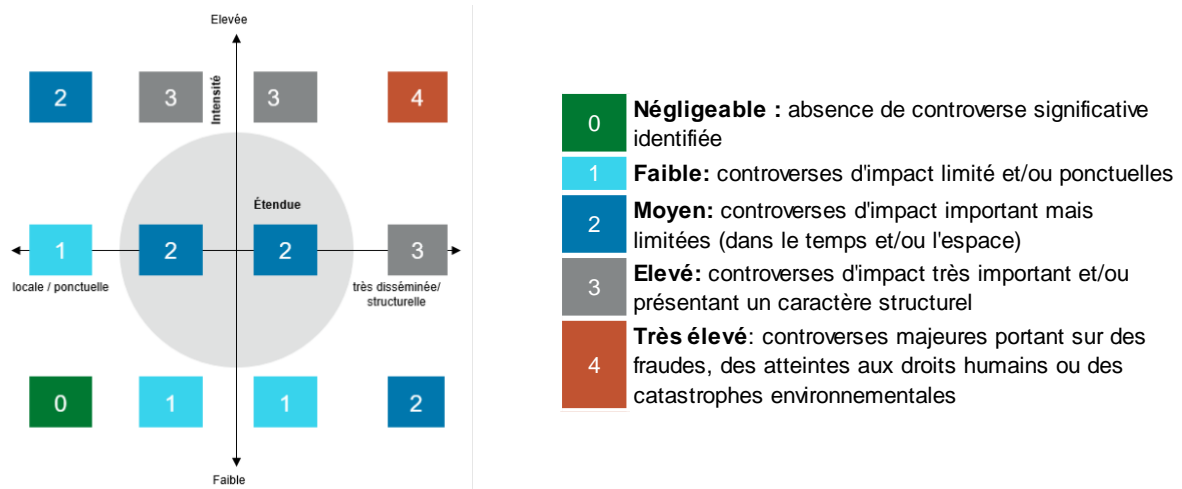 Elevée
Intensité
2 3 3 4
Étendue
1 2 2 3
locale / ponctuelle
très disséminée/
structurelle
0 1 1 2
Faible
0 Négligeable : absence de controverse significative
identifiée
1 Faible: controverses d'impact limité et/ou ponctuelles
2 Moyen: controverses d'impact important mais
limitées (dans le temps et/ou l'espace)
3 Elevé: controverses d'impact très important et/ou
présentant un caractère structurel
4 Très élevé: controverses majeures portant sur des
fraudes, des atteintes aux droits humains ou des
catastrophes environnementales